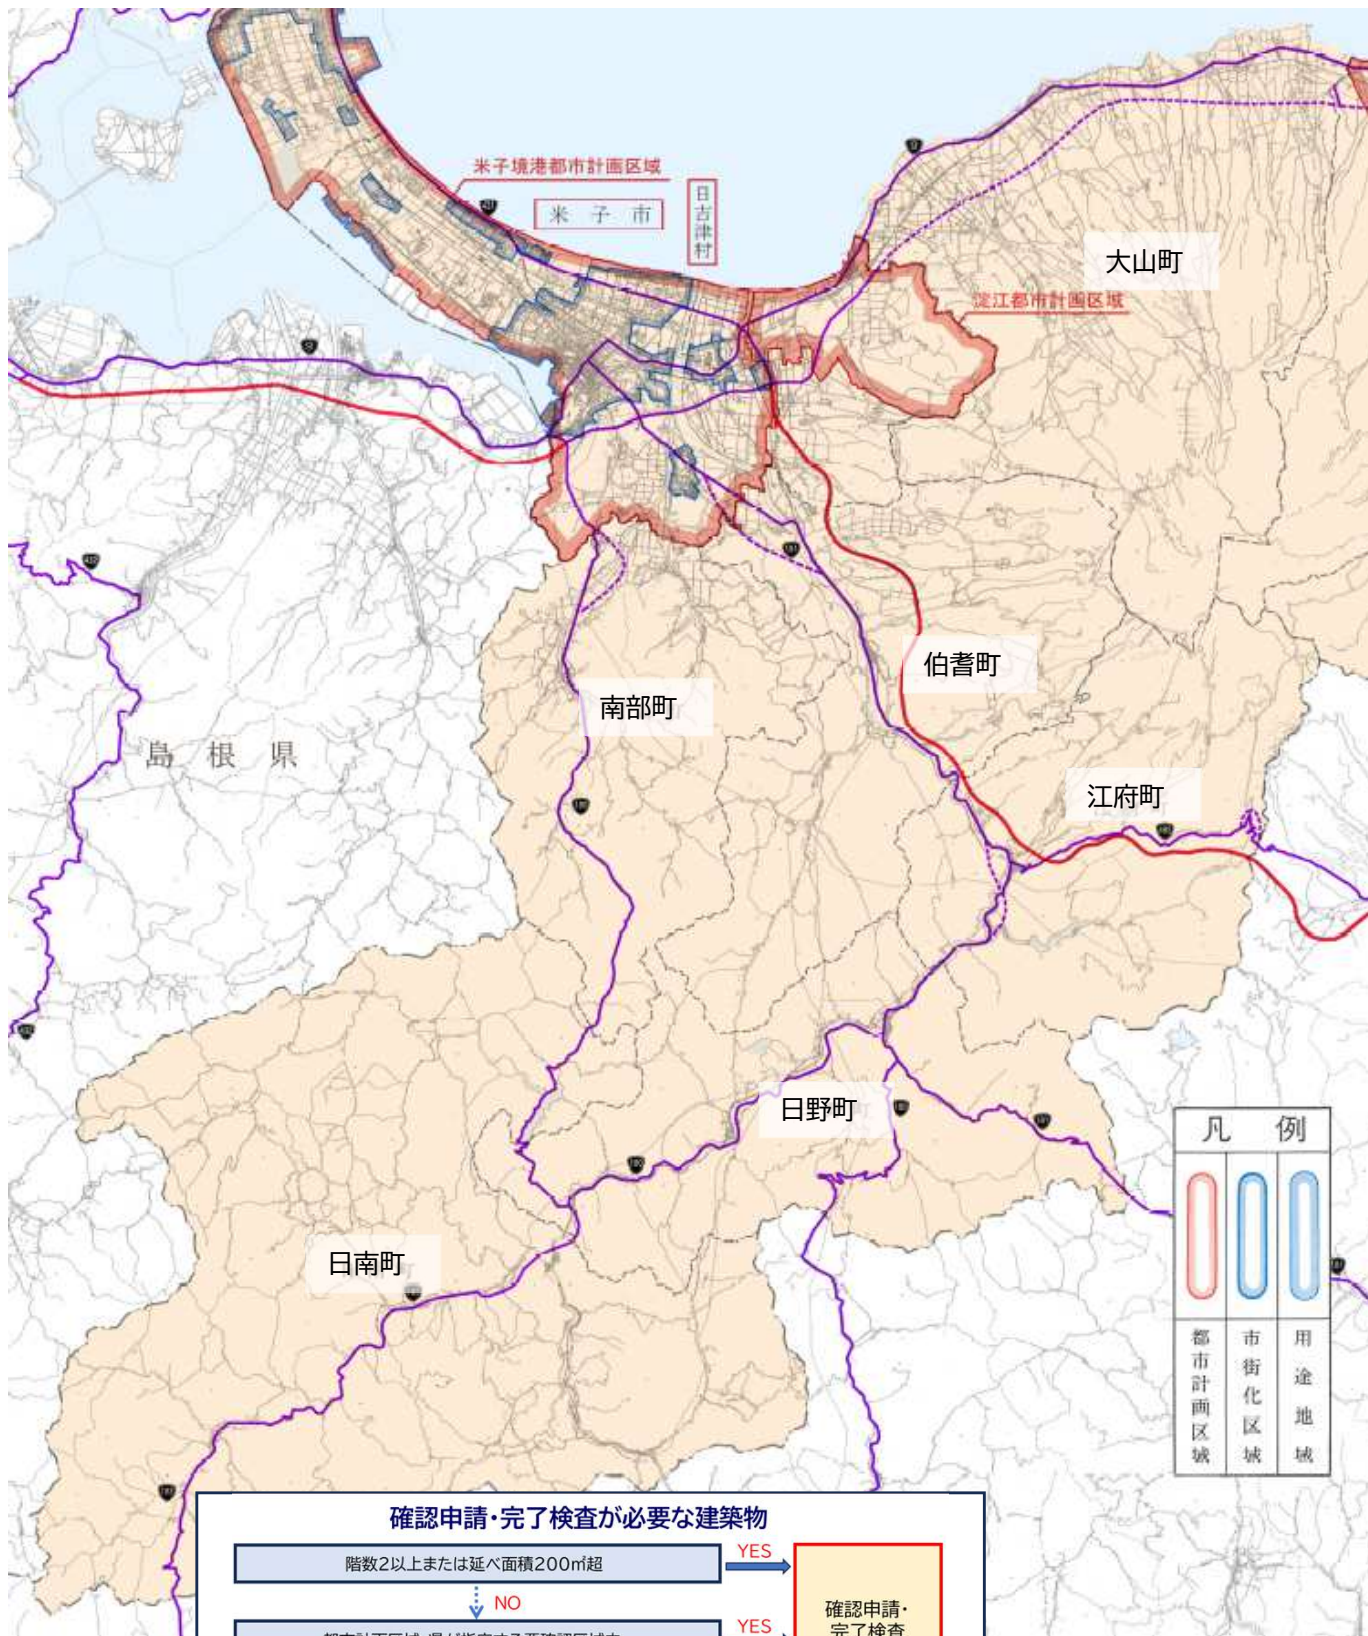 米子境港都市計画区域
米子市
日吉津村
大山町
淀江都市計画区域
伯耆町
南部町
島根県
江府町
日野町
日南町
凡例
都市計画区域
市街化区域
用途地域
確認申請・完了検査が必要な建築物
階数2以上または延べ面積200㎡超
YES
NO
確認申請・
完了検査
YES